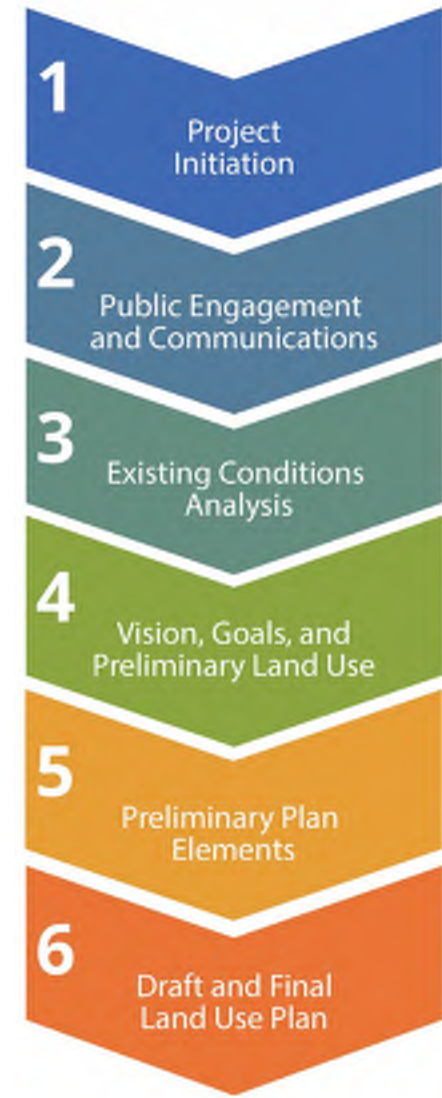 1
Project
Initiation
2
Public Engagement
and Communications
3
Existing Conditions
Analysis
4
Vision, Goals, and
Preliminary Land Use
5
Preliminary Plan
Elements
6
Draft and Final
Land Use Plan